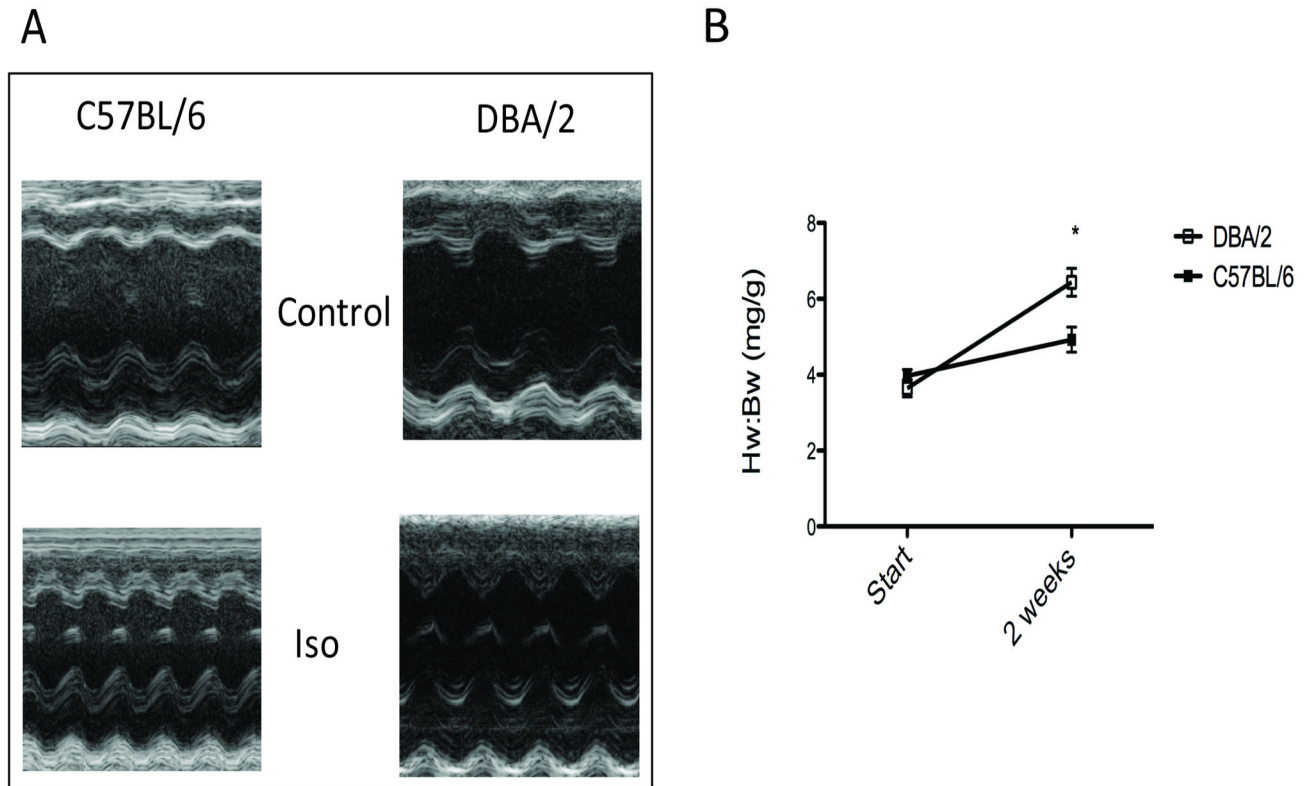 A
C57BL/6
DBA/2
Control
Iso
B
8
6
4
2
0
Hw:Bw (mg/g)
*
DBA/2
C57BL/6
Start
2 weeks